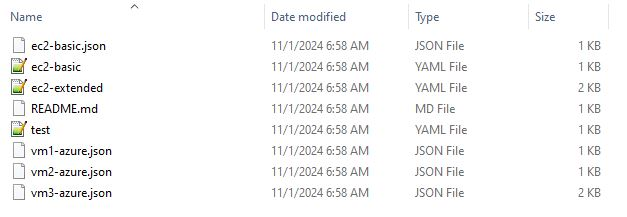 Name Date modified Type Size
ec2-basic.json 11/1/2024 6:58 AM JSON File 1 KB
ec2-basic 11/1/2024 6:58 AM YAML File 1 KB
ec2-extended 11/1/2024 6:58 AM YAML File 2 KB
README.md 11/1/2024 6:58 AM MD File 1 KB
test 11/1/2024 6:58 AM YAML File 1 KB
vm1-azure.json 11/1/2024 6:58 AM JSON File 1 KB
vm2-azure.json 11/1/2024 6:58 AM JSON File 1 KB
vm3-azure.json 11/1/2024 6:58 AM JSON File 2 KB